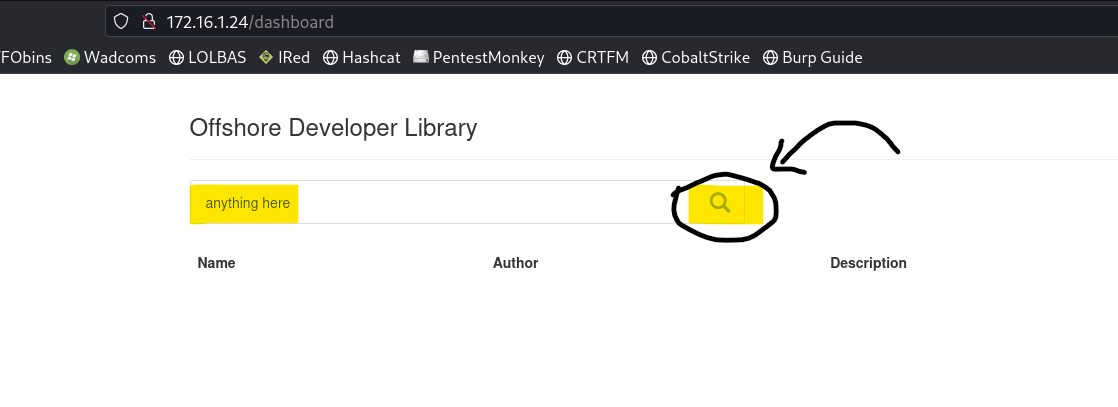 172.16.1.24/dashboard
FObins Wadcoms LOLBAS IRed Hashcat PentestMonkey CRTFM CobaltStrike Burp Guide
Offshore Developer Library
anything here
Name Author Description